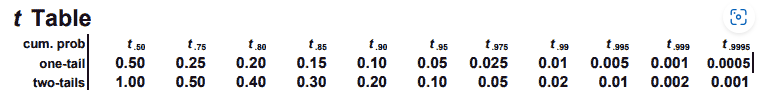 t Table
cum. prob t.50 t.75 t.80 t.85 t.90 t.95 t.975 t.99 t.995 t.999 t.9995
one-tail 0.50 0.25 0.20 0.15 0.10 0.05 0.025 0.01 0.005 0.001 0.0005
two-tails 1.00 0.50 0.40 0.30 0.20 0.10 0.05 0.02 0.01 0.002 0.001